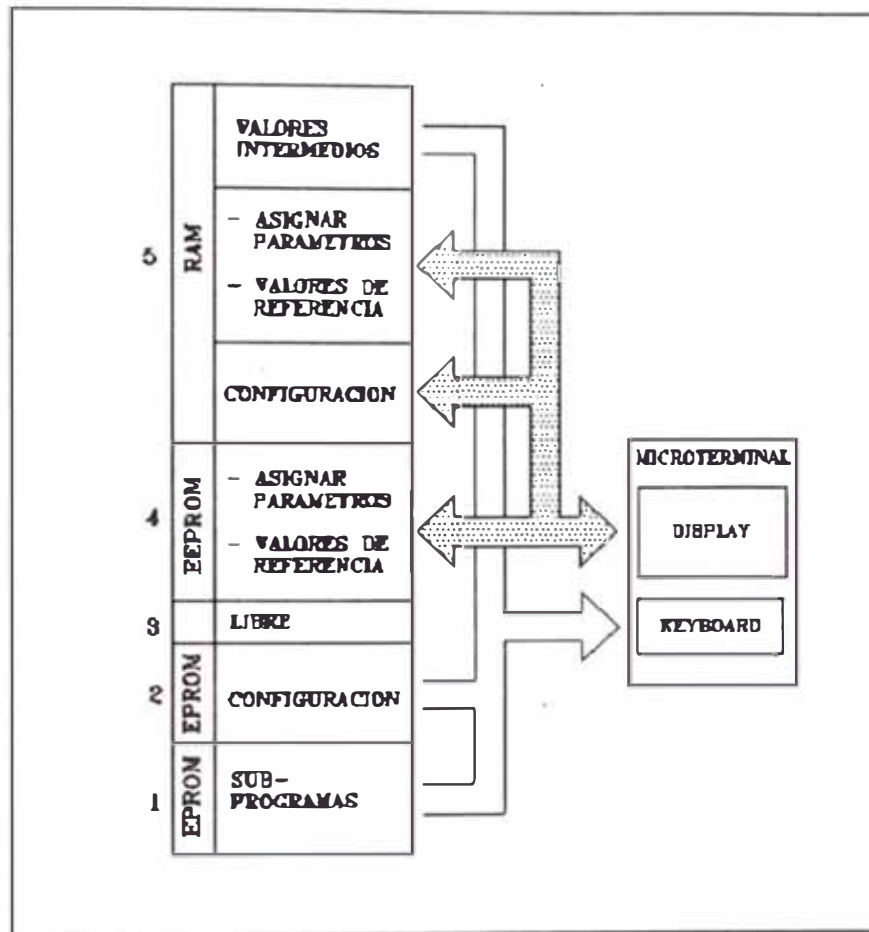 VALORES
INTERMEDIOS
5
RAM
- ASIGNAR
PARAMETROS
- VALORES DE
REFERENCIA
CONFIGURACION
4
EEPROM
- ASIGNAR
PARAMETROS
- VALORES DE
REFERENCIA
3
LIBRE
2
EPROM
CONFIGURACION
1
EPROM
SUB-
PROGRAMAS
MICROTERMINAL
DISPLAY
KEYBOARD